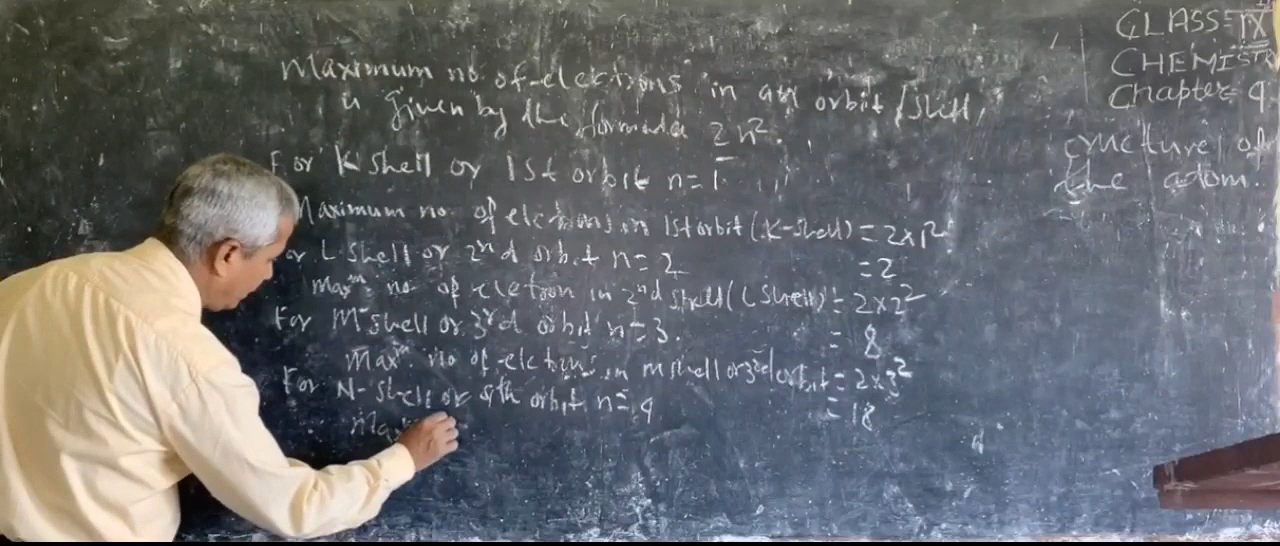 CLASS-IX
CHEMISTR
Chapter-4
ructure of
the atom.
Maximum no. of electrons in an orbit/shell,
is given by the formula 2n².
For K shell or 1st orbit n=1
Maximum no. of electrons in 1st orbit (K-Shell) = 2×1²
= 2
or L-Shell or 2nd orbit n=2
Maxm no of electron in 2nd shell (L Shell) = 2×2²
= 8
For M-shell or 3rd orbit n=3.
Maxm no of electrons in M shell or 3rd orbit = 2×3²
= 18
For N-Shell or 4th orbit n=4
Ma